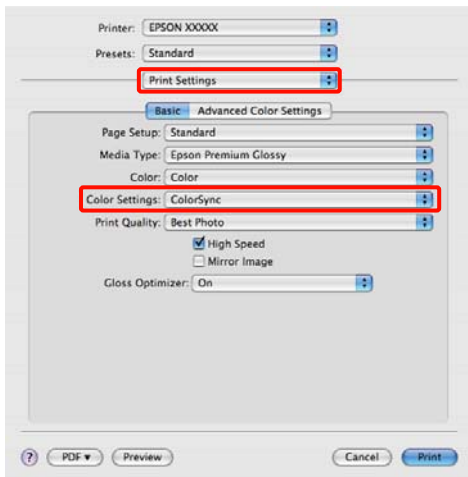 Printer: EPSON XXXXX
Presets: Standard
Print Settings
Basic Advanced Color Settings
Page Setup: Standard
Media Type: Epson Premium Glossy
Color: Color
Color Settings: ColorSync
Print Quality: Best Photo
High Speed
Mirror Image
Gloss Optimizer: On
? PDF ▼ Preview Cancel Print